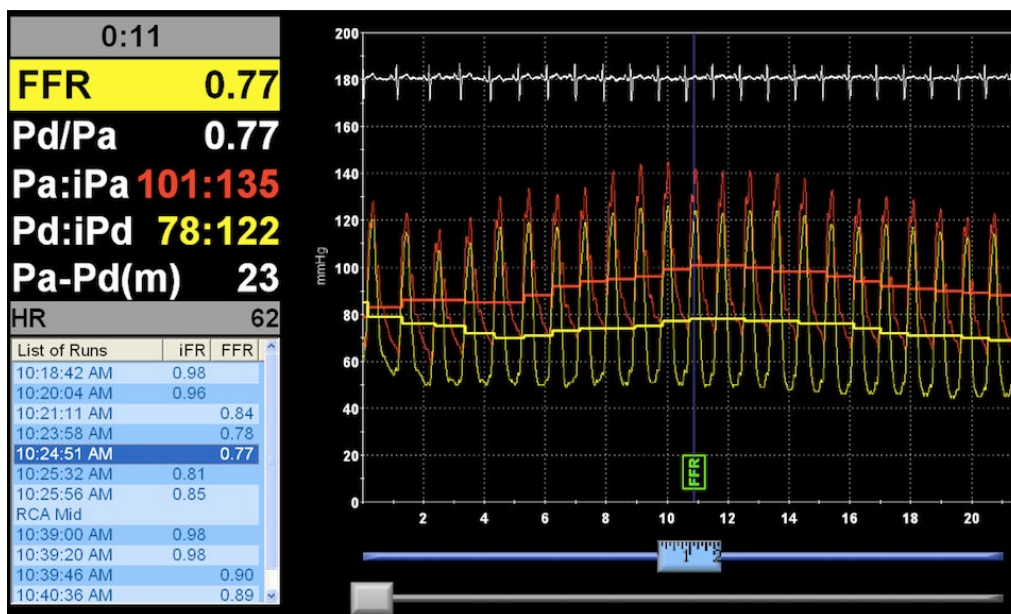 0:11
FFR 0.77
Pd/Pa 0.77
Pa:iPa 101:135
Pd:iPd 78:122
Pa-Pd(m) 23
HR 62
List of Runs iFR FFR
10:18:42 AM 0.98
10:20:04 AM 0.96
10:21:11 AM 0.84
10:23:58 AM 0.78
10:24:51 AM 0.77
10:25:32 AM 0.81
10:25:56 AM 0.85
RCA Mid
10:39:00 AM 0.98
10:39:20 AM 0.98
10:39:46 AM 0.90
10:40:36 AM 0.89
200
180
160
140
120
100
80
60
40
20
0
mmHg
FFR
2 4 6 8 10 12 14 16 18 20
1 2